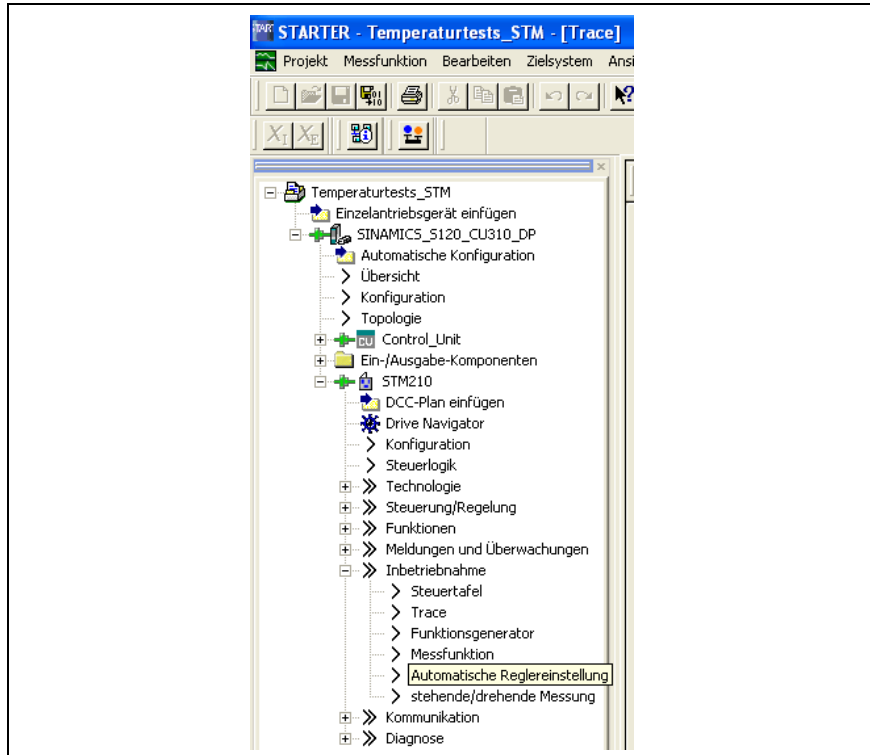 STARTER - Temperaturtests_STM - [Trace]
Projekt Messfunktion Bearbeiten Zielsystem Ansi
Temperaturtests_STM
Einzelantriebsgerät einfügen
SINAMICS_S120_CU310_DP
Automatische Konfiguration
Übersicht
Konfiguration
Topologie
Control_Unit
Ein-/Ausgabe-Komponenten
STM210
DCC-Plan einfügen
Drive Navigator
Konfiguration
Steuerlogik
Technologie
Steuerung/Regelung
Funktionen
Meldungen und Überwachungen
Inbetriebnahme
Steuertafel
Trace
Funktionsgenerator
Messfunktion
Automatische Reglereinstellung
stehende/drehende Messung
Kommunikation
Diagnose